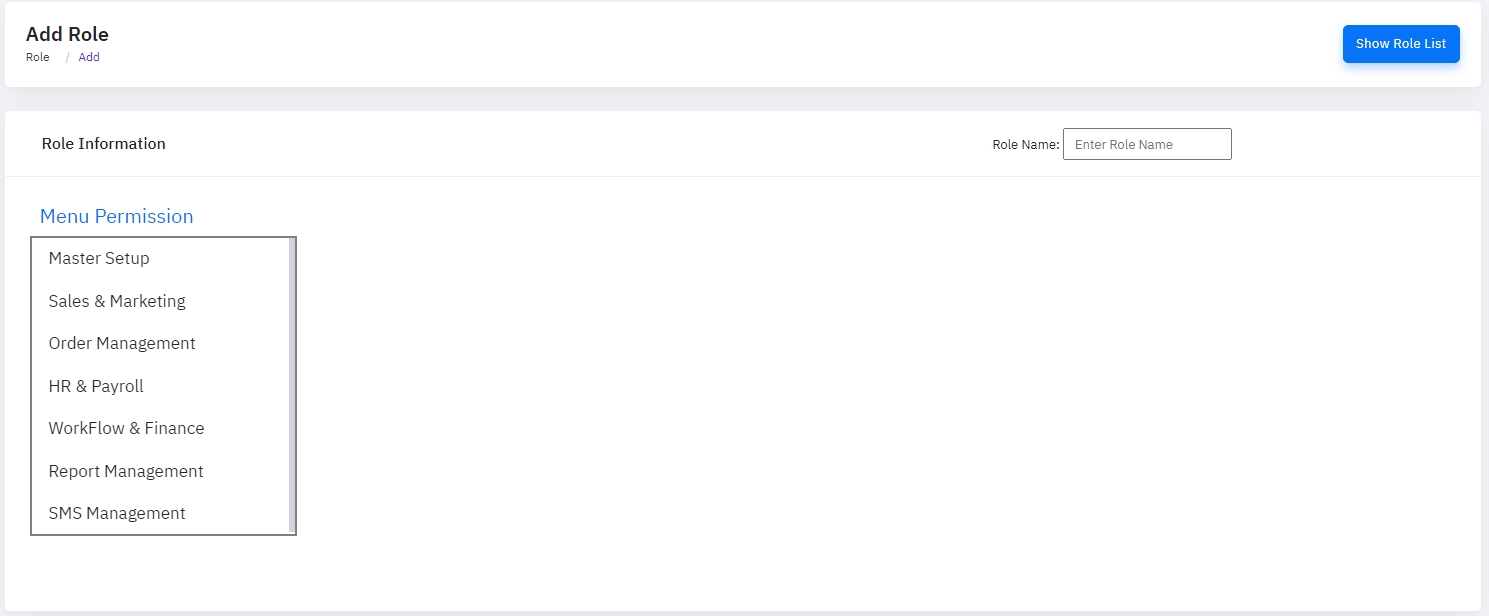 Add Role
Role / Add
Show Role List
Role Information
Role Name: Enter Role Name
Menu Permission
Master Setup
Sales & Marketing
Order Management
HR & Payroll
WorkFlow & Finance
Report Management
SMS Management